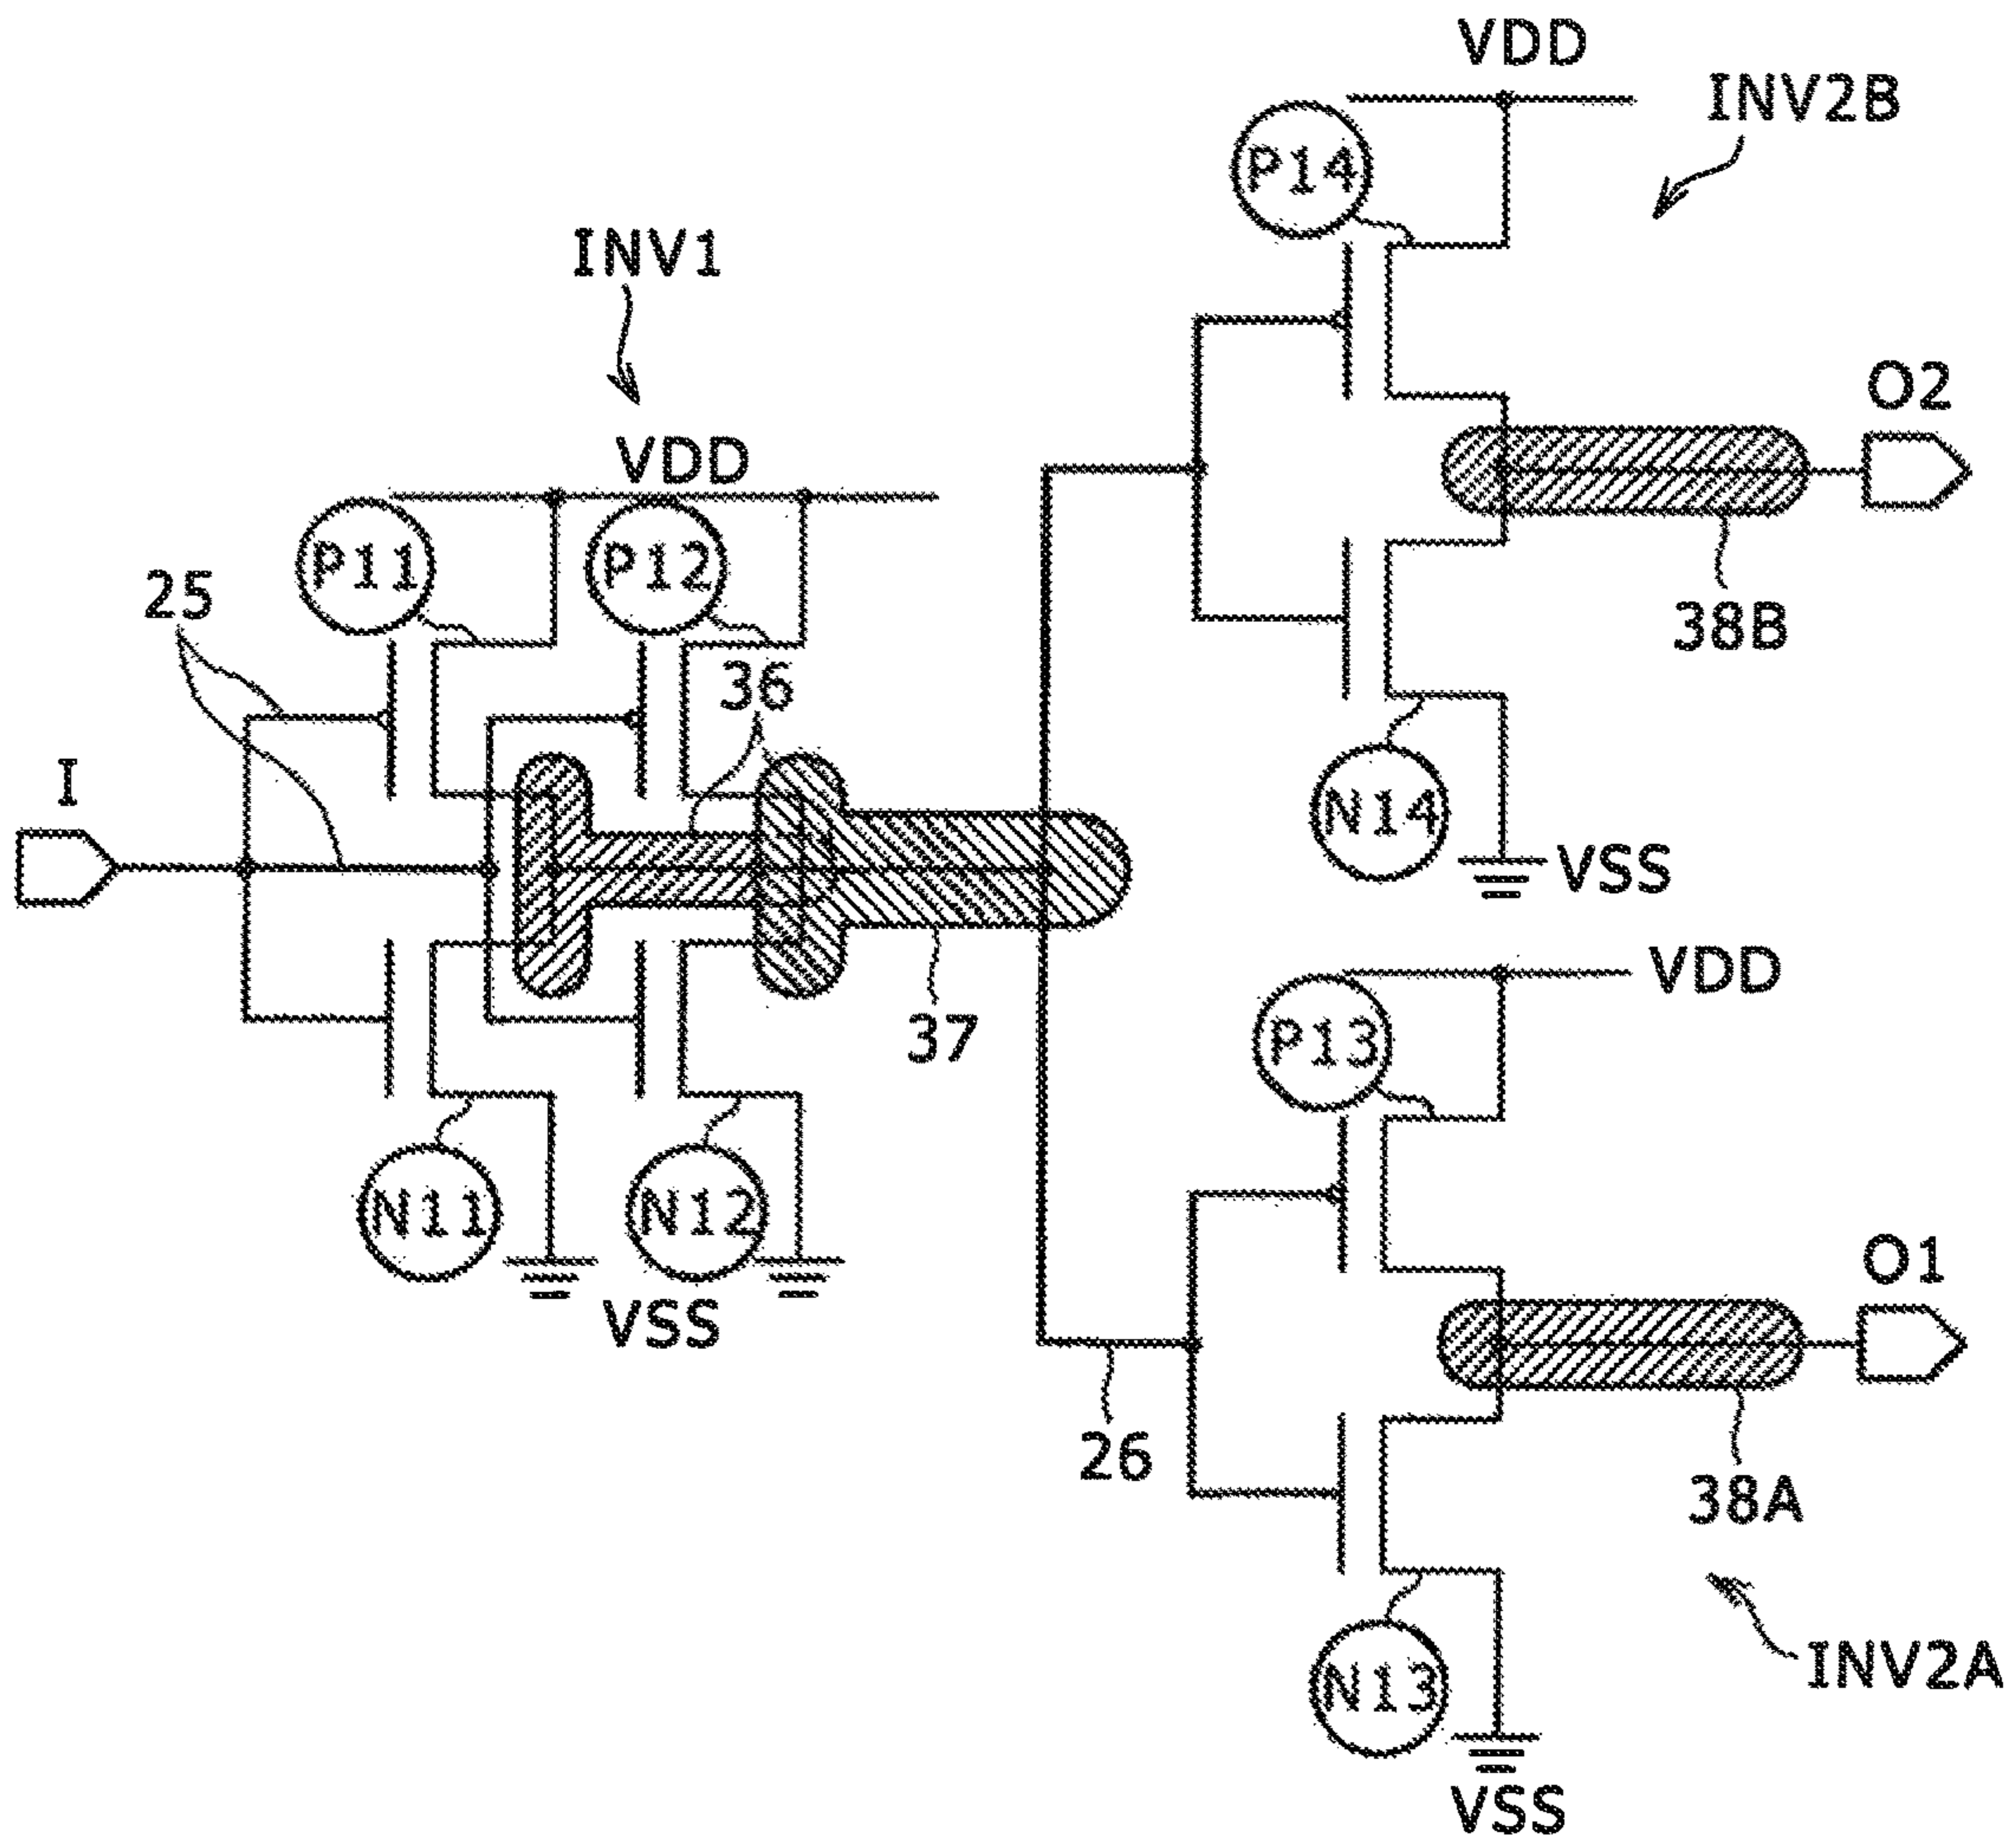 VDD
INV2B
P14
INV1
O2
VDD
P11
P12
25
38B
36
I
N14
VSS
VDD
37
P13
N11
N12
O1
VSS
26
38A
INV2A
N13
VSS